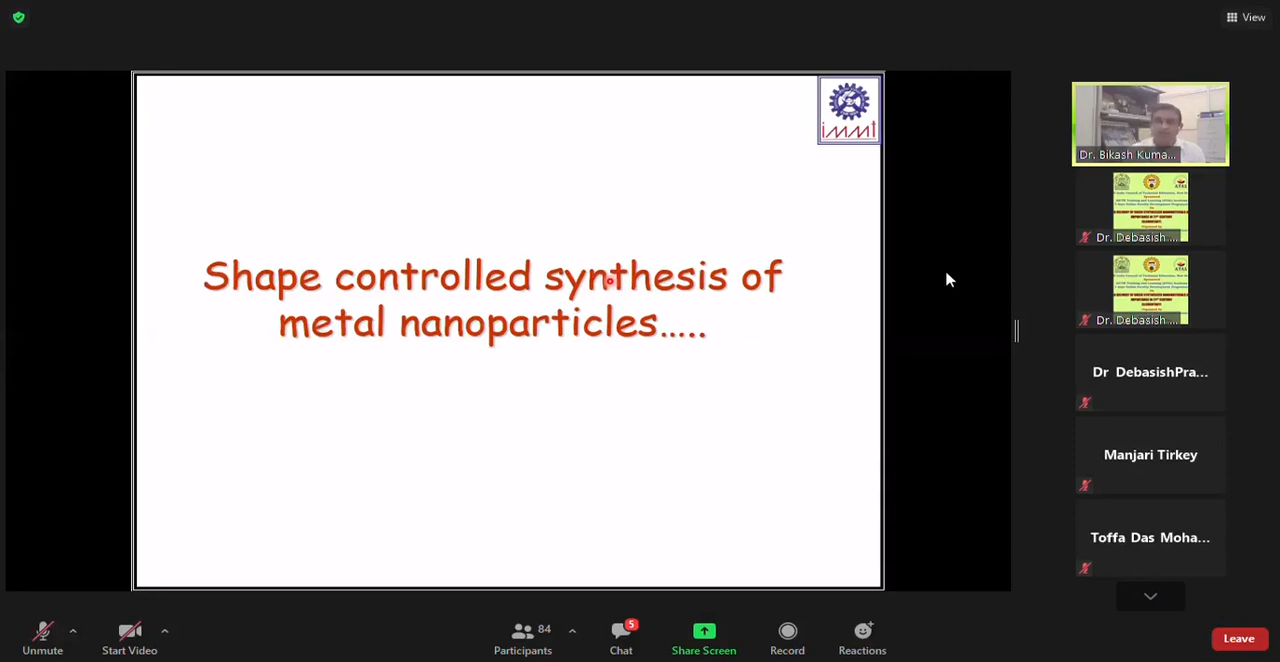 View
immt
Shape controlled synthesis of
metal nanoparticles.....
Dr. Bikash Kuma...
Dr. Debasish ...
Dr. Debasish ...
Dr DebasishPra...
Manjari Tirkey
Toffa Das Moha...
Unmute
Start Video
84
Participants
5
Chat
Share Screen
Record
Reactions
Leave